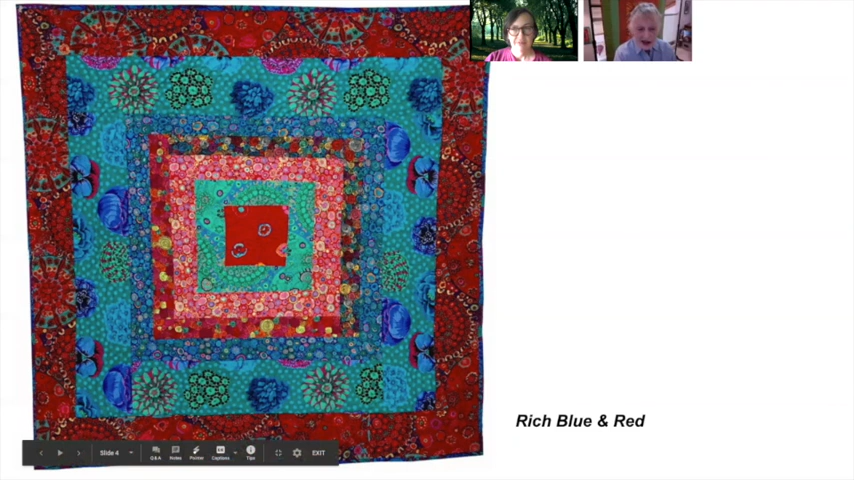 Rich Blue & Red
Slide 4
Q&A
Notes
Pointer
Captions
Tips
EXIT